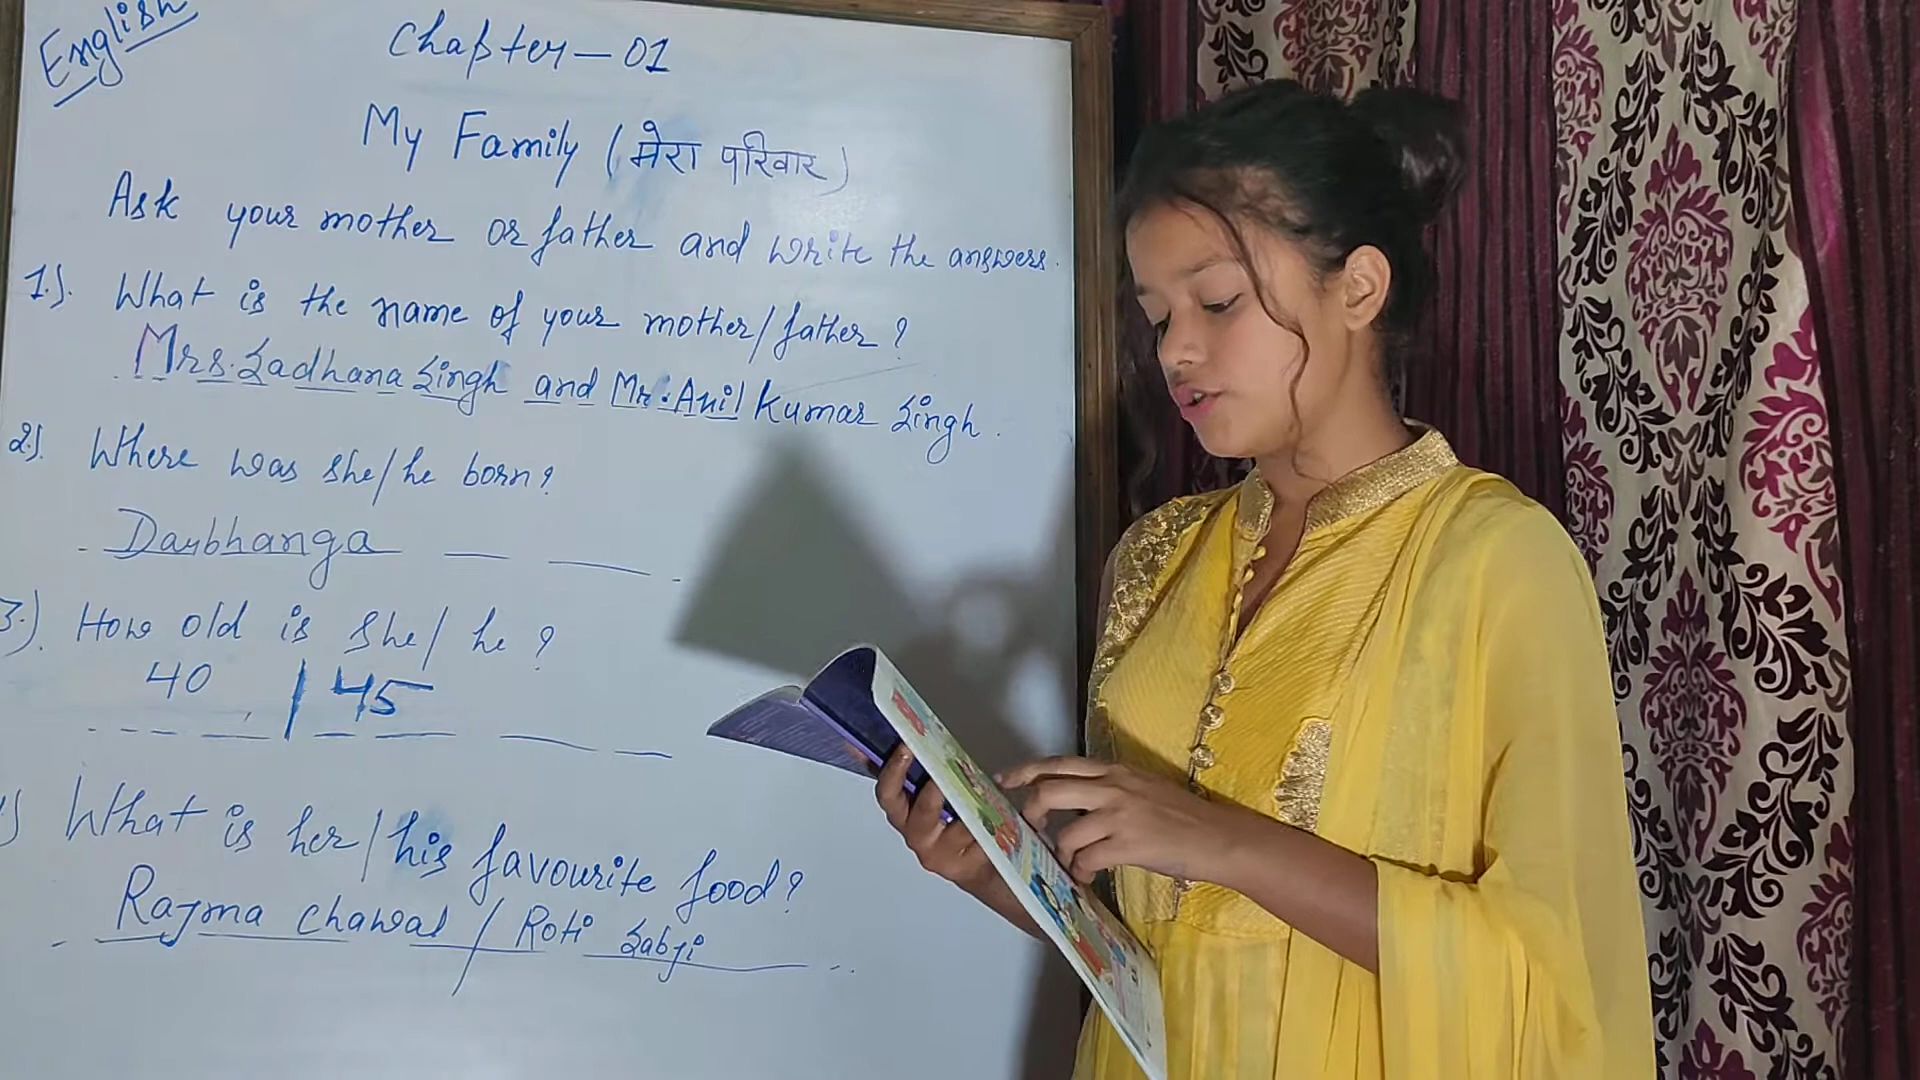 English
Chapter-01
My Family (मेरा परिवार)
Ask your mother or father and write the answers.
1.). What is the name of your mother/father?
Mrs. Sadhana Singh and Mr. Anil Kumar Singh.
2). Where was she/he born?
Darbhanga
3.). How old is she/he?
40 | 45
) What is her/his favourite food?
Rajma chawal / Roti Sabji